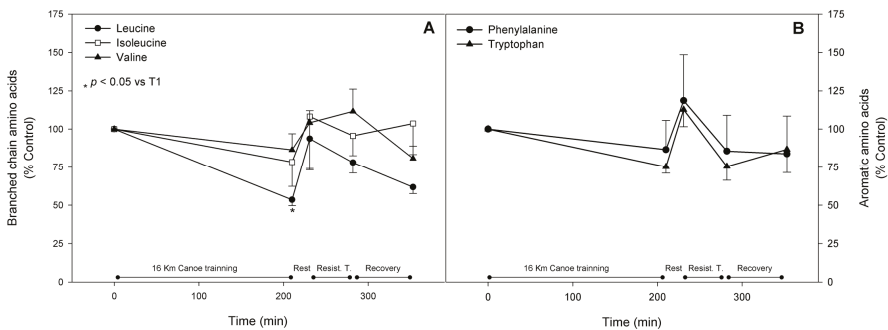 A
Leucine
Isoleucine
Valine
* p < 0.05 vs T1
Branched chain amino acids
(% Control)
175
150
125
100
75
50
25
0
*
16 Km Canoe trainning
Rest
Resist. T.
Recovery
0
100
200
300
Time (min)
B
Phenylalanine
Tryptophan
16 Km Canoe trainning
Rest
Resist. T.
Recovery
0
100
200
300
Time (min)
175
150
125
100
75
50
25
0
Aromatc amino acids
(% Control)